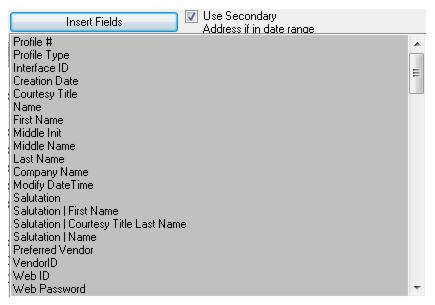 Insert Fields
Use Secondary
Address if in date range
Profile #
Profile Type
Interface ID
Creation Date
Courtesy Title
Name
First Name
Middle Init
Middle Name
Last Name
Company Name
Modify DateTime
Salutation
Salutation | First Name
Salutation | Courtesy Title Last Name
Salutation | Name
Preferred Vendor
VendorID
Web ID
Web Password